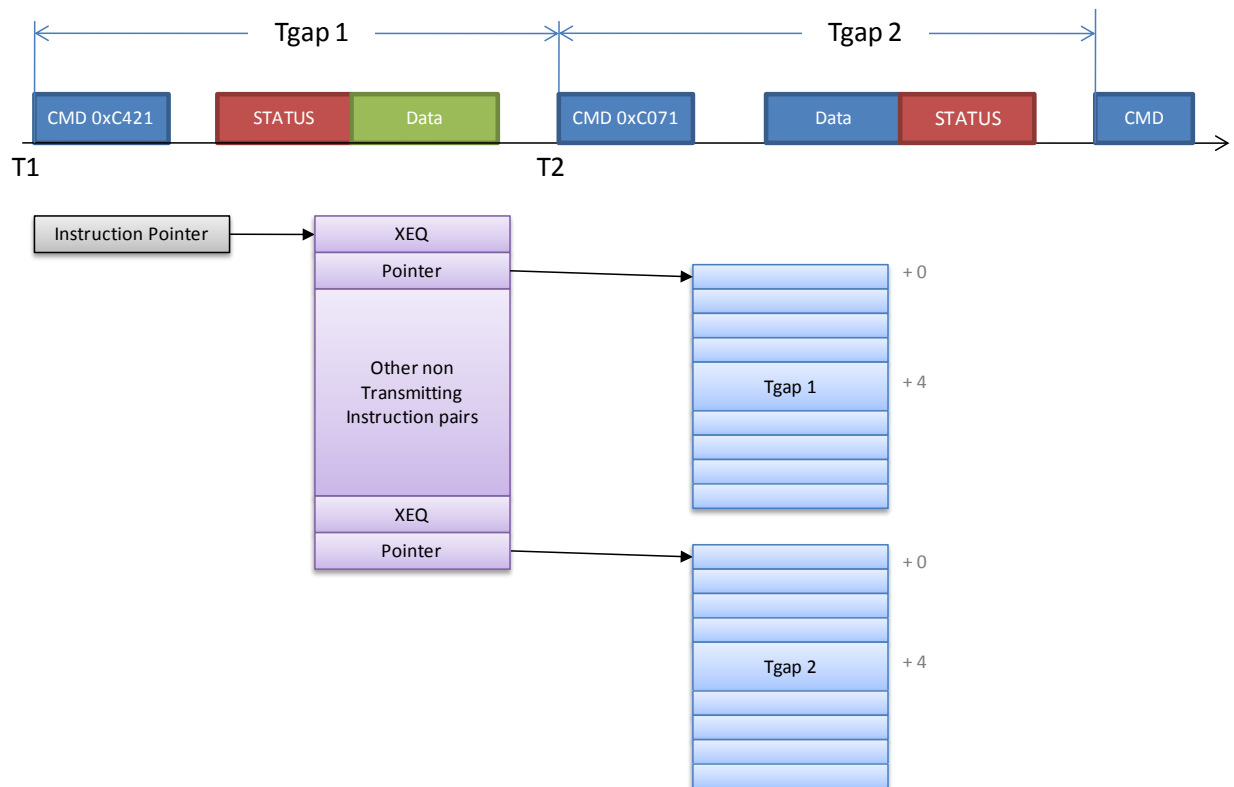 Tgap 1
Tgap 2
CMD 0xC421
STATUS
Data
CMD 0xC071
Data
STATUS
CMD
T1
T2
Instruction Pointer
XEQ
Pointer
+ 0
Other non
Transmitting
Instruction pairs
Tgap 1
+ 4
XEQ
Pointer
+ 0
Tgap 2
+ 4